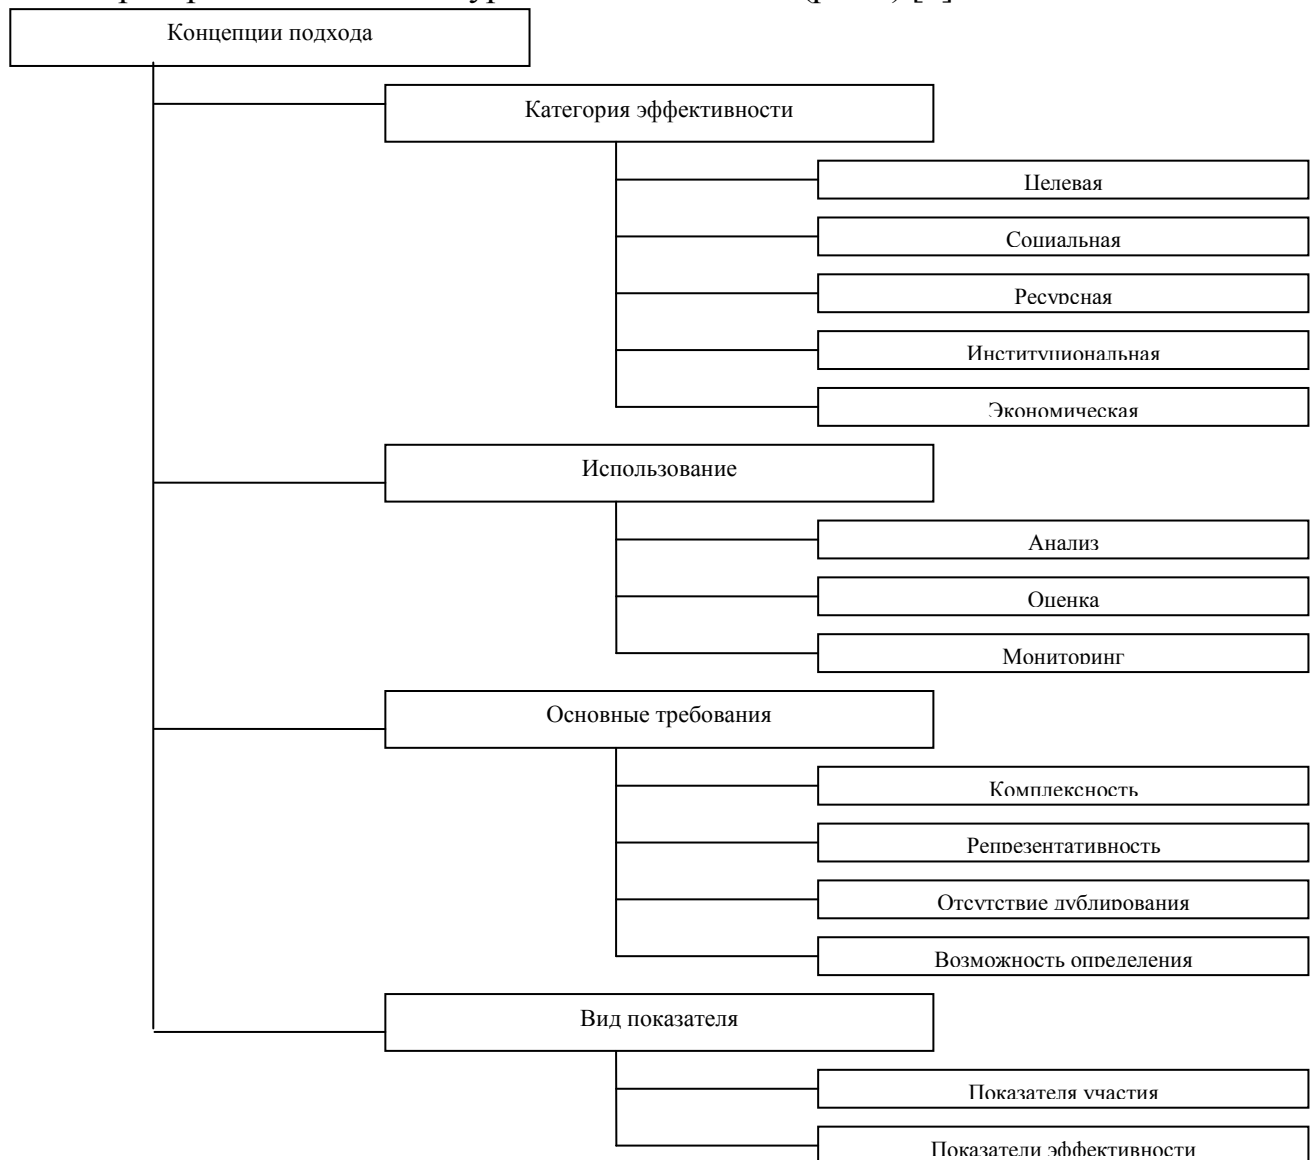 Концепции подхода
Категория эффективности
Целевая
Социальная
Ресурсная
Институциональная
Экономическая
Использование
Анализ
Оценка
Мониторинг
Основные требования
Комплексность
Репрезентативность
Отсутствие дублирования
Возможность определения
Вид показателя
Показателя участия
Показатели эффективности